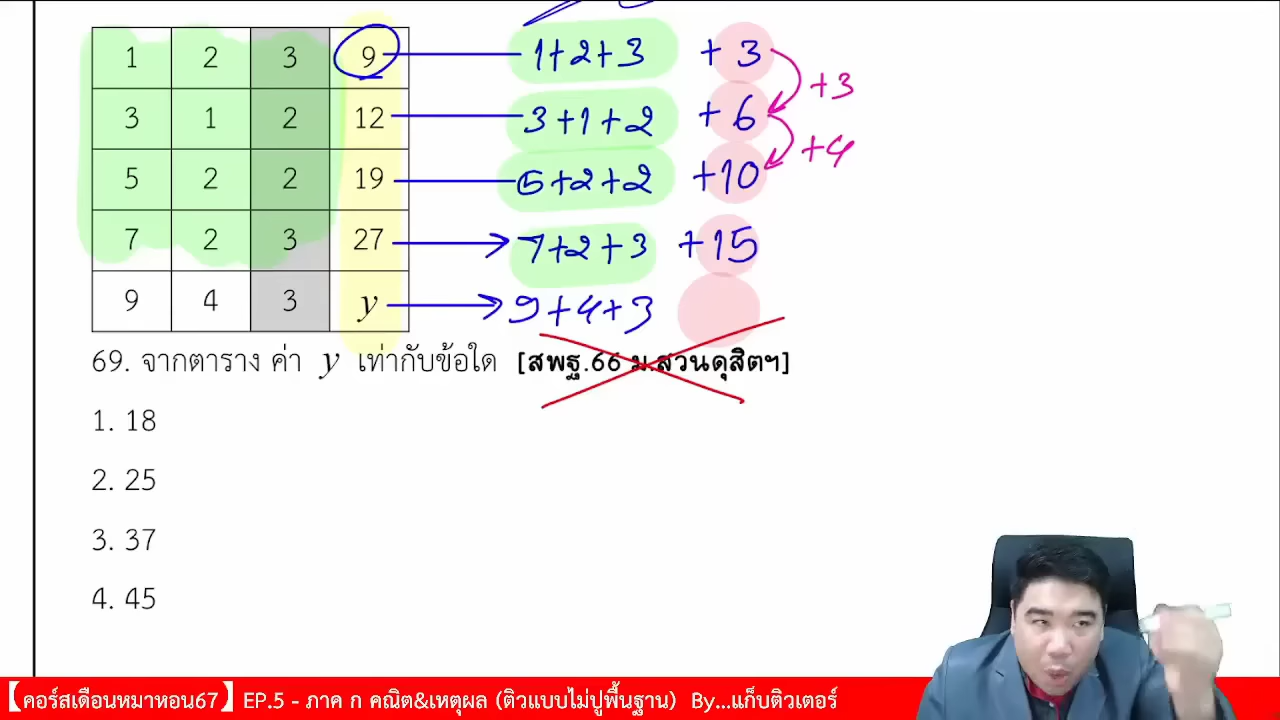 1 2 3 9 1+2+3 +3
+3
3 1 2 12 3+1+2 +6
+4
5 2 2 19 5+2+2 +10
7 2 3 27 7+2+3 +15
9 4 3 y 9+4+3
69. จากตาราง ค่า y เท่ากับข้อใด [สพฐ.66 ม.สวนดุสิตฯ]
1. 18
2. 25
3. 37
4. 45
【คอร์สเดือนหมาหอน67】 EP.5 - ภาค ก คณิต&เหตุผล (ติวแบบไม่ปูพื้นฐาน) By...แก็บติวเตอร์